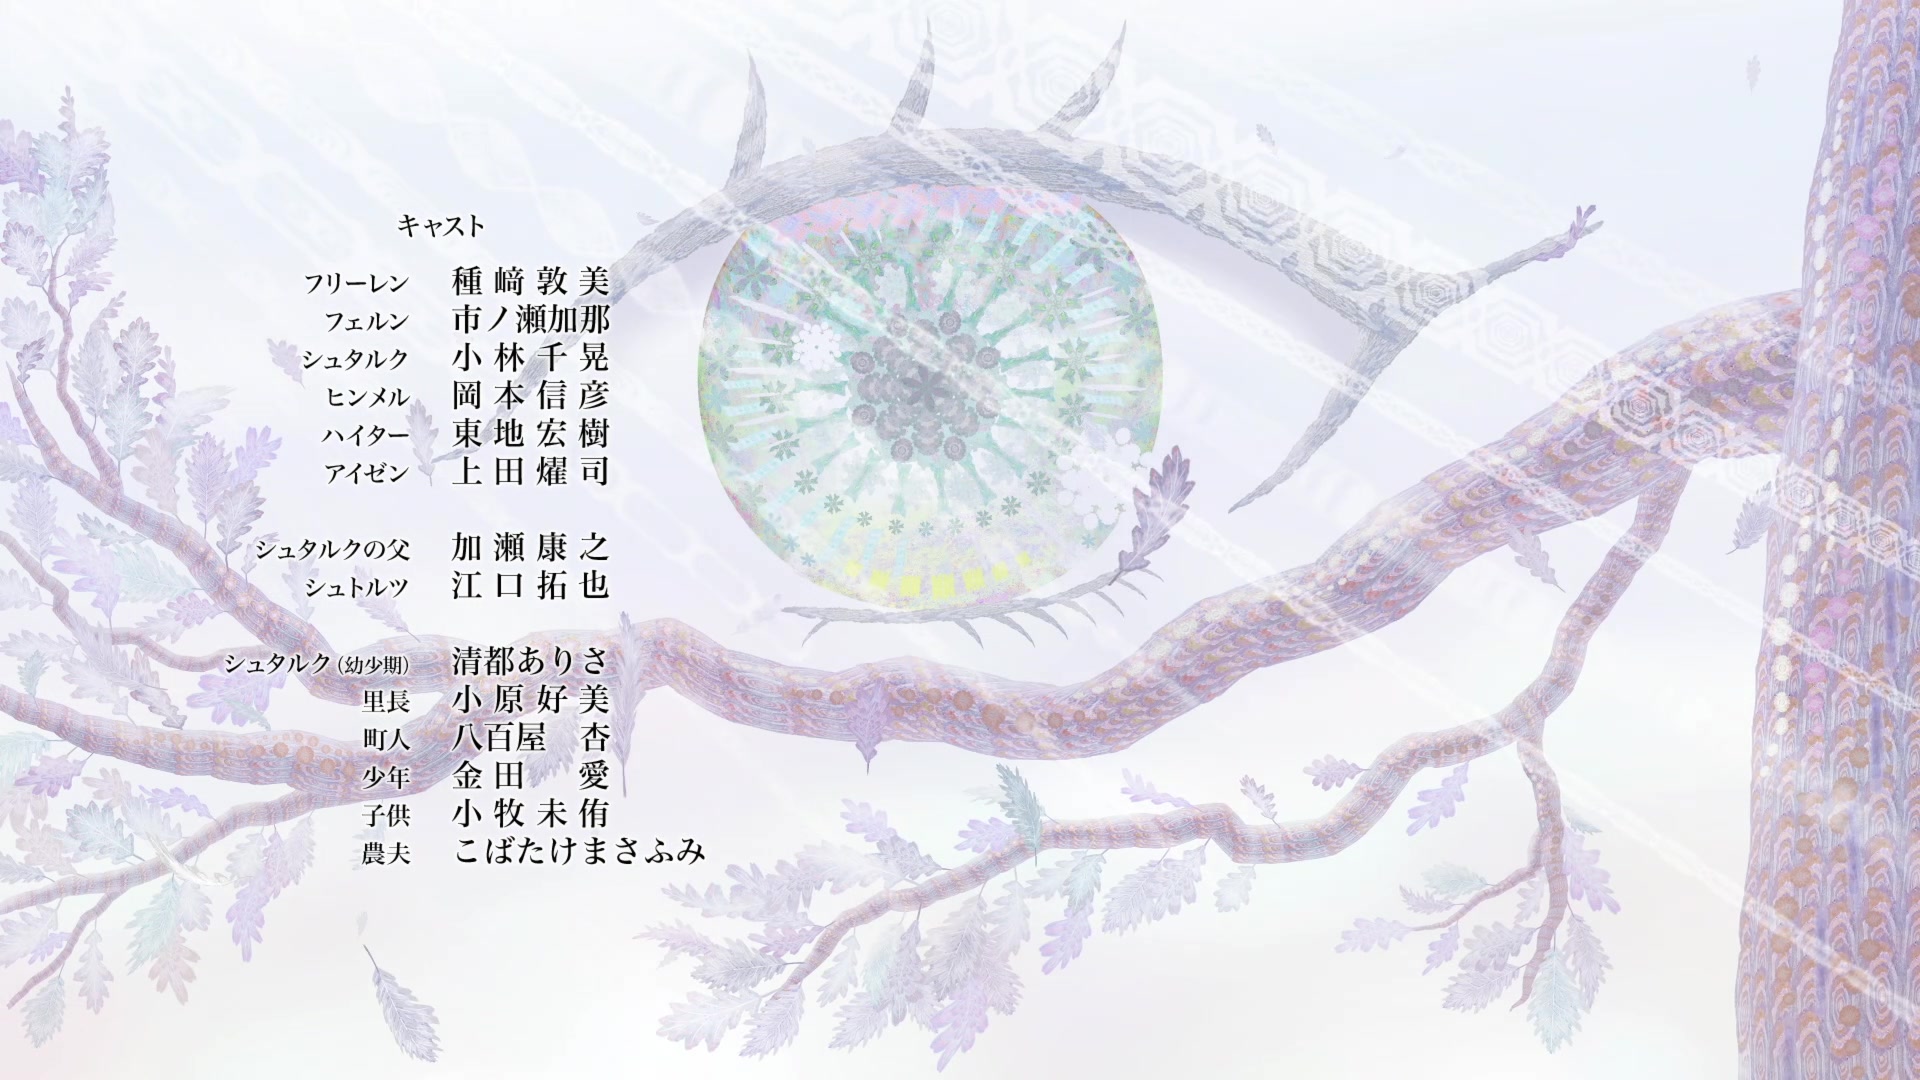 キャスト
フリーレン 種﨑敦美
フェルン 市ノ瀬加那
シュタルク 小林千晃
ヒンメル 岡本信彦
ハイター 東地宏樹
アイゼン 上田燿司
シュタルクの父 加瀬康之
シュトルツ 江口拓也
シュタルク（幼少期） 清都ありさ
里長 小原好美
町人 八百屋 杏
少年 金田 愛
子供 小牧未侑
農夫 こばたけまさふみ